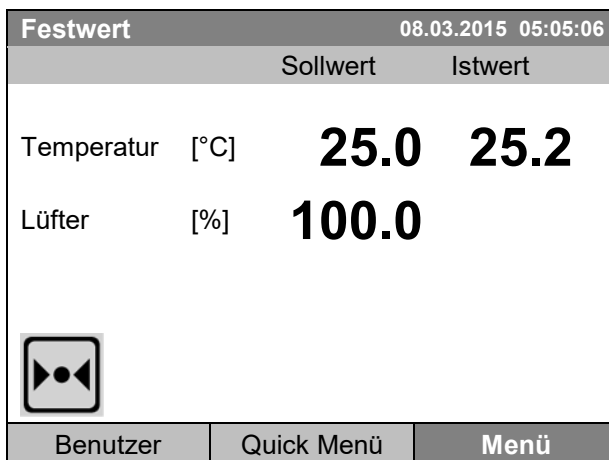 Festwert 08.03.2015 05:05:06
Sollwert Istwert
Temperatur [°C] 25.0 25.2
Lüfter [%] 100.0
Benutzer Quick Menü Menü